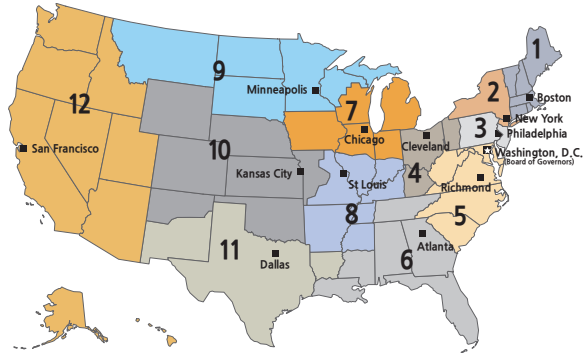 1
9
2
Minneapolis
Boston
12
7
New York
3
Philadelphia
Chicago
Cleveland
San Francisco
10
Washington, D.C.
(Board of Governors)
Kansas City
4
St Louis
Richmond
8
5
11
Atlanta
6
Dallas